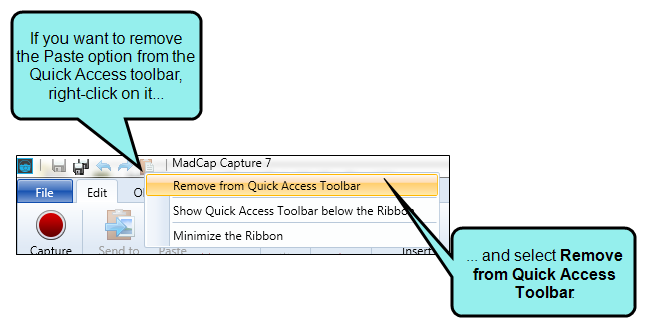 If you want to remove
the Paste option from the
Quick Access toolbar,
right-click on it...
MadCap Capture 7
File
Edit
Remove from Quick Access Toolbar
Show Quick Access Toolbar below the Ribbon
Minimize the Ribbon
Capture
Send to
Paste
Insert
... and select Remove
from Quick Access
Toolbar.